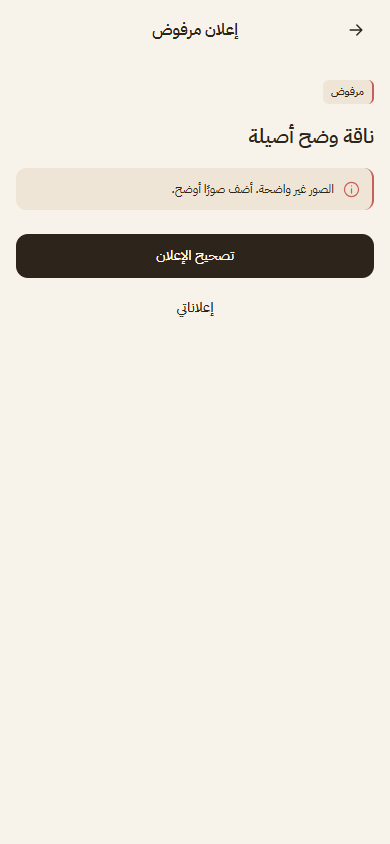 إعلان مرفوض
مرفوض
ناقة وضح أصيلة
الصور غير واضحة. أضف صورًا أوضح.
تصحيح الإعلان
إعلاناتي